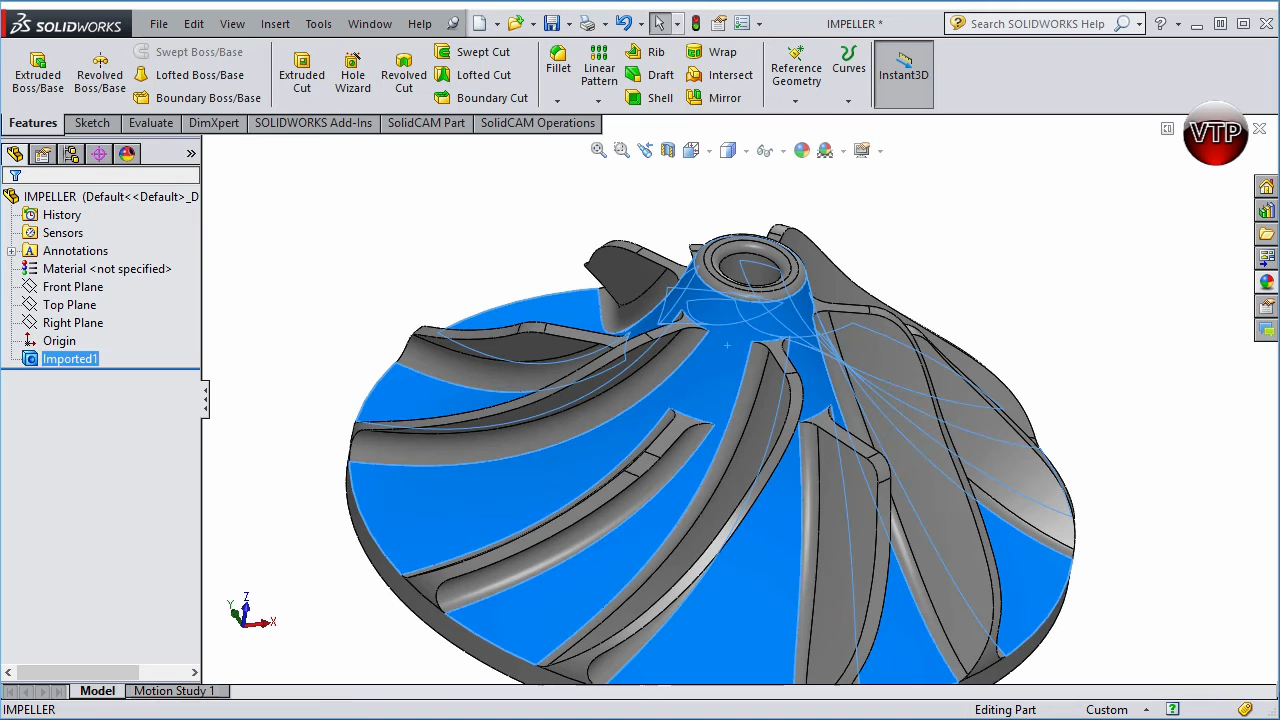 SOLIDWORKS File Edit View Insert Tools Window Help IMPELLER * Search SOLIDWORKS Help
Extruded Boss/Base
Revolved Boss/Base
Swept Boss/Base
Lofted Boss/Base
Boundary Boss/Base
Extruded Cut
Hole Wizard
Revolved Cut
Swept Cut
Lofted Cut
Boundary Cut
Fillet
Linear Pattern
Rib
Draft
Shell
Wrap
Intersect
Mirror
Reference Geometry
Curves
Instant3D
Features Sketch Evaluate DimXpert SOLIDWORKS Add-Ins SolidCAM Part SolidCAM Operations
VTP
IMPELLER (Default<<Default>_D
History
Sensors
Annotations
Material <not specified>
Front Plane
Top Plane
Right Plane
Origin
Imported1
Z
Y
X
Model Motion Study 1
IMPELLER Editing Part Custom